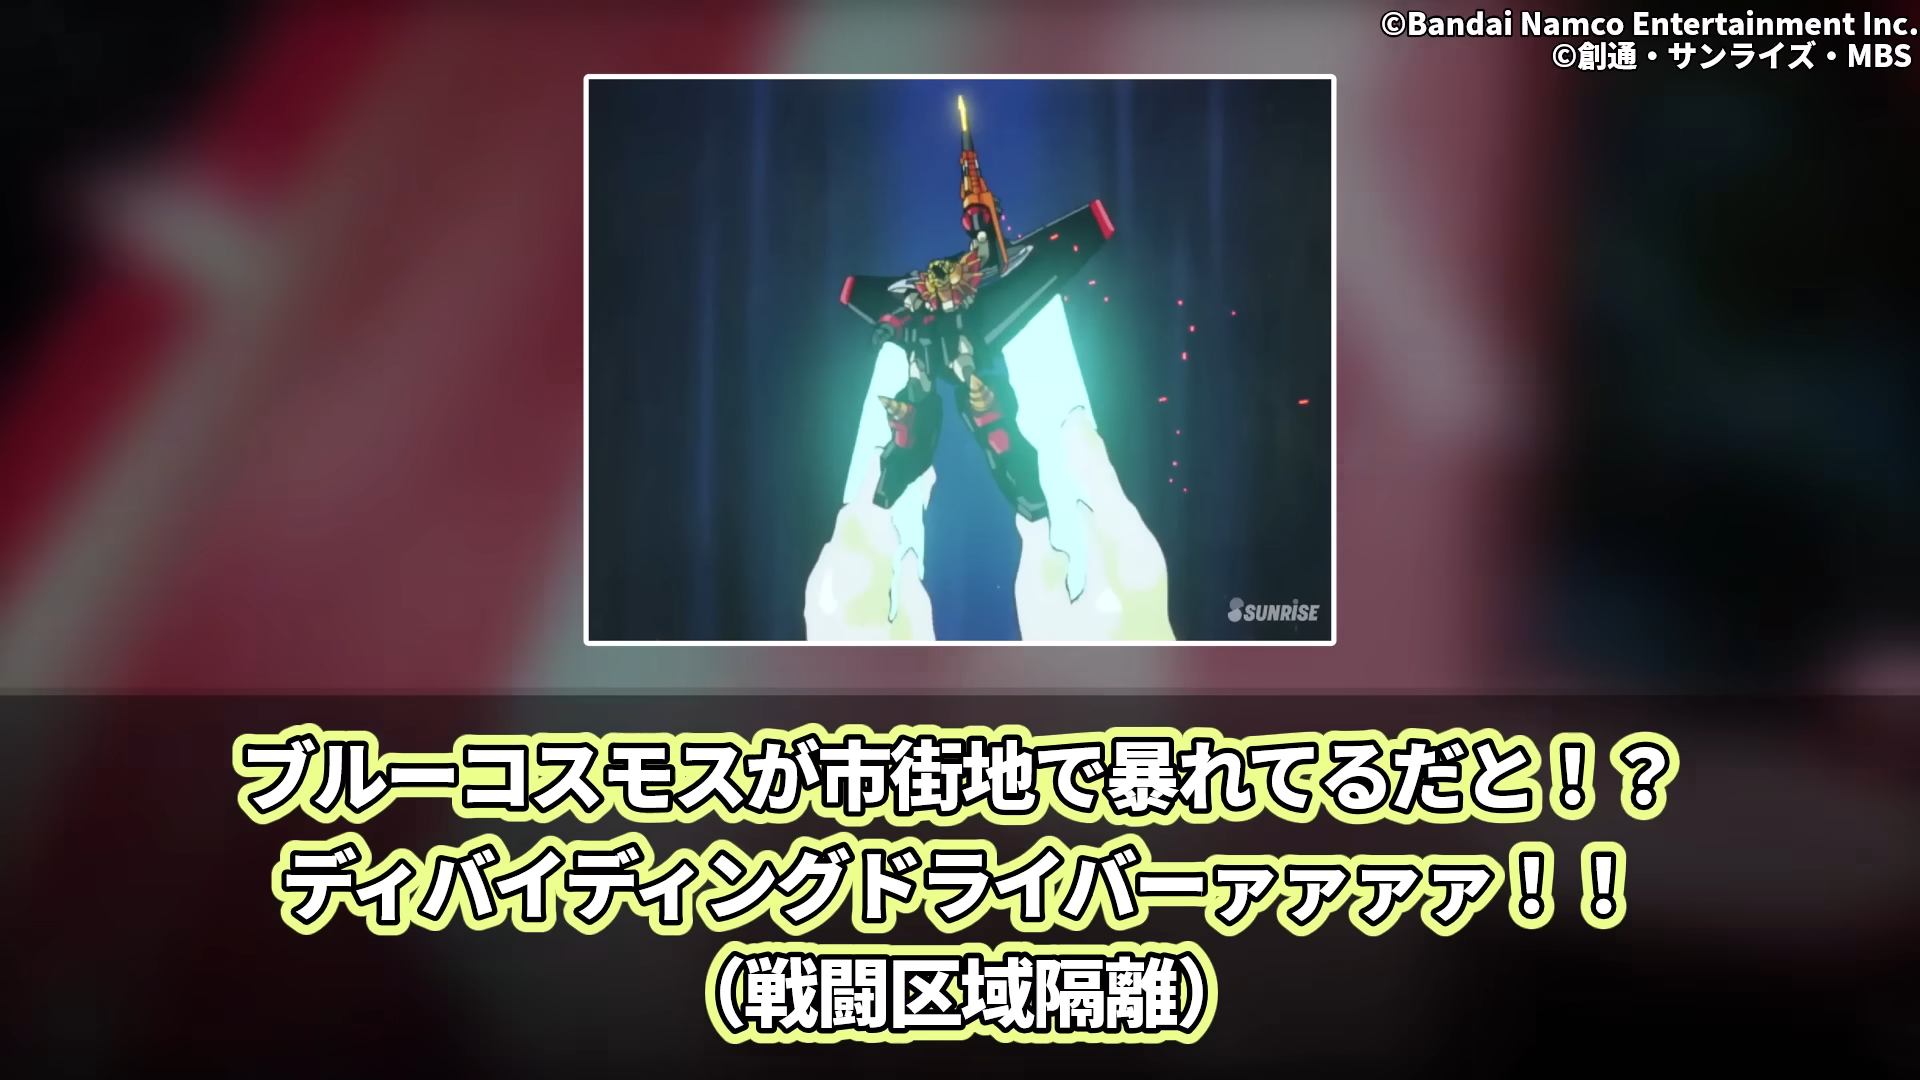 ©Bandai Namco Entertainment Inc.
©創通・サンライズ・MBS
SUNRISE
ブルーコスモスが市街地で暴れてるだと！？
ディバイディングドライバーァァァァ！！
（戦闘区域隔離）